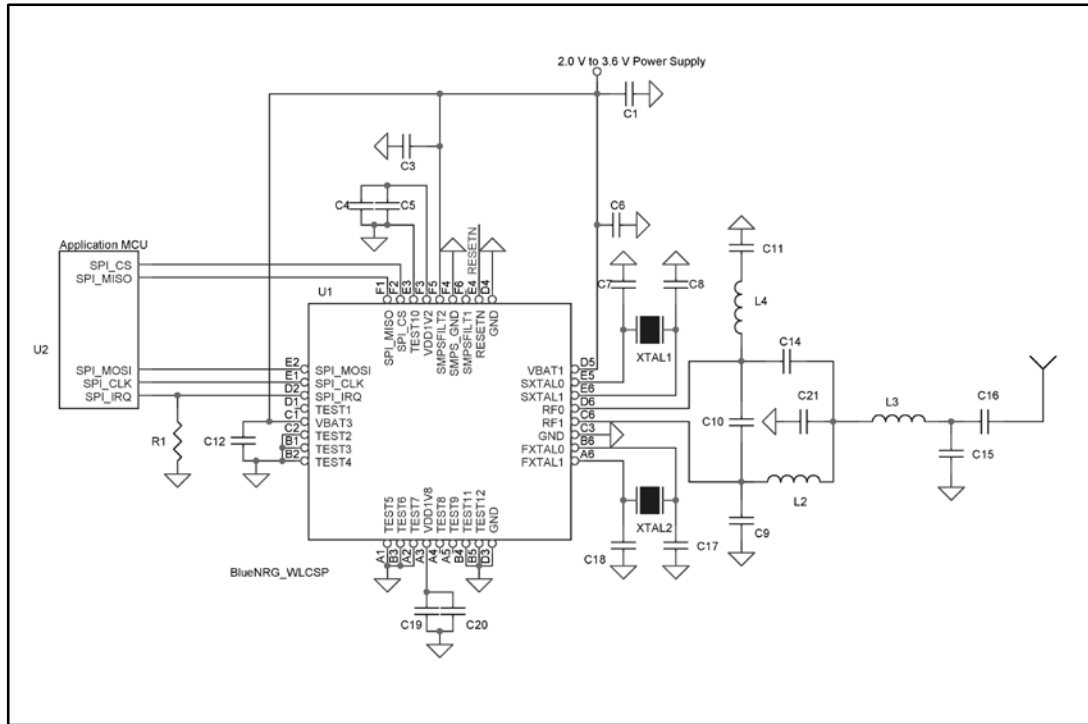 2.0 V to 3.6 V Power Supply
C1
C3
C4
C5
C6
C11
Application MCU
SPI_CS
SPI_MISO
U2
SPI_MOSI
SPI_CLK
SPI_IRQ
R1
C12
U1
RESETN
F1
F2
E3
F3
F5
F4
F6
E4
D4
SPI_MISO
SPI_CS
TEST10
VDD1V2
SMPSFILT2
SMPS_GND
SMPSFILT1
RESETN
GND
E2 SPI_MOSI
E1 SPI_CLK
D2 SPI_IRQ
D1 TEST1
C1 VBAT3
C2 TEST2
B1 TEST3
B2 TEST4
VBAT1 D5
SXTAL0 E5
SXTAL1 E6
RF0 D6
RF1 C6
GND C3
FXTAL0 B6
FXTAL1 A6
TEST5
TEST6
TEST7
VDD1V8
TEST8
TEST9
TEST11
TEST12
GND
A1
B3
A2
A3
A4
A5
B4
B5
D3
BlueNRG_WLCSP
C19
C20
C7
C8
XTAL1
XTAL2
C18
C17
L4
C14
C10
C21
L3
C16
C15
L2
C9